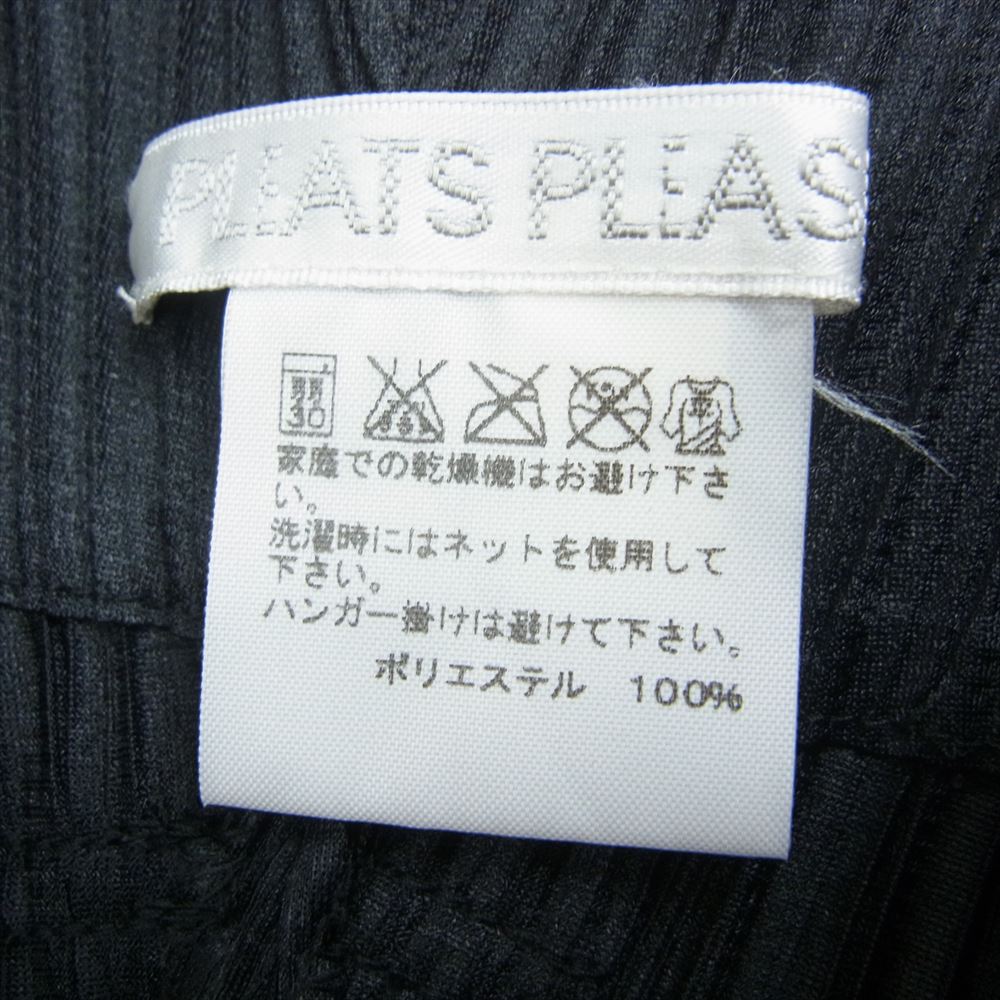 PLEATS PLEAS
弱
30
家庭での乾燥機はお避け下さ
い。
洗濯時にはネットを使用して
下さい。
ハンガー掛けは避けて下さい。
ポリエステル 100%